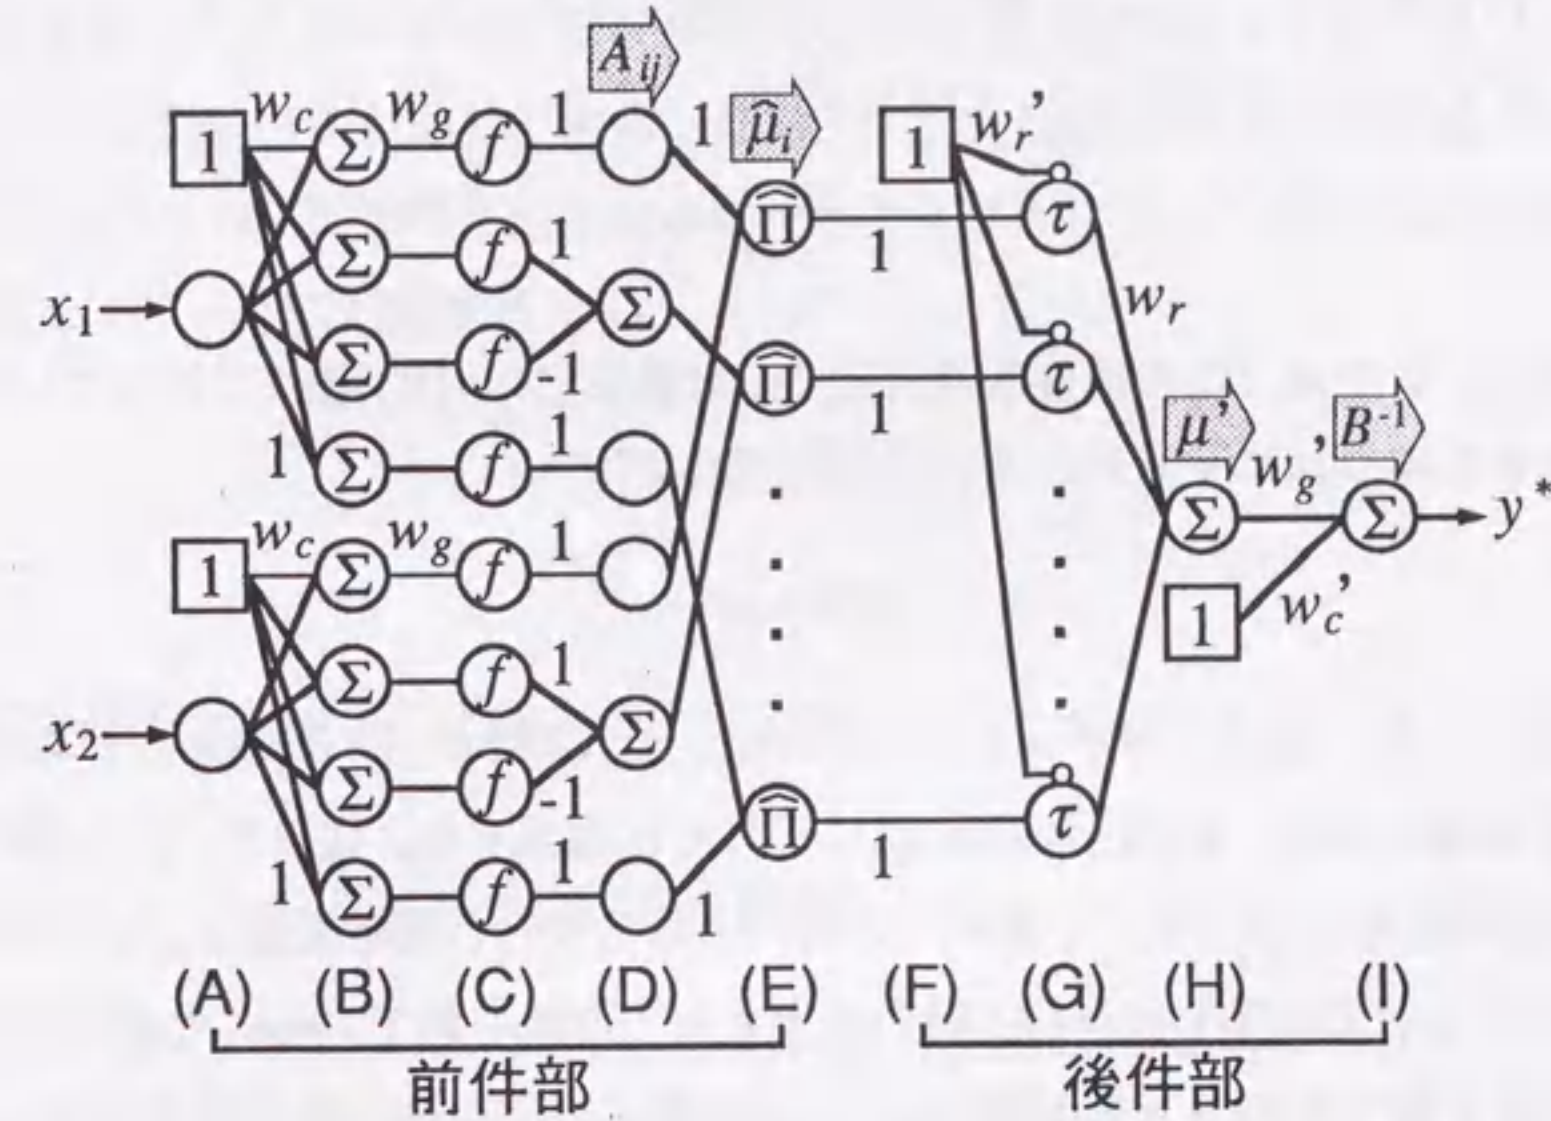 A_ij
1 w_c Σ w_g f 1 1 μ̂_i 1 w_r'
Π̂ 1 τ
Σ f 1
x_1 Σ w_r
Σ f -1 Π̂ 1 τ
1 Σ f 1 μ' w_g' B^-1
1 w_c Σ w_g f 1 Σ Σ y*
Σ f 1 1 w_c'
x_2 Σ
Σ f -1 Π̂ 1 τ
1 Σ f 1 1
(A) (B) (C) (D) (E) (F) (G) (H) (I)
前件部 後件部